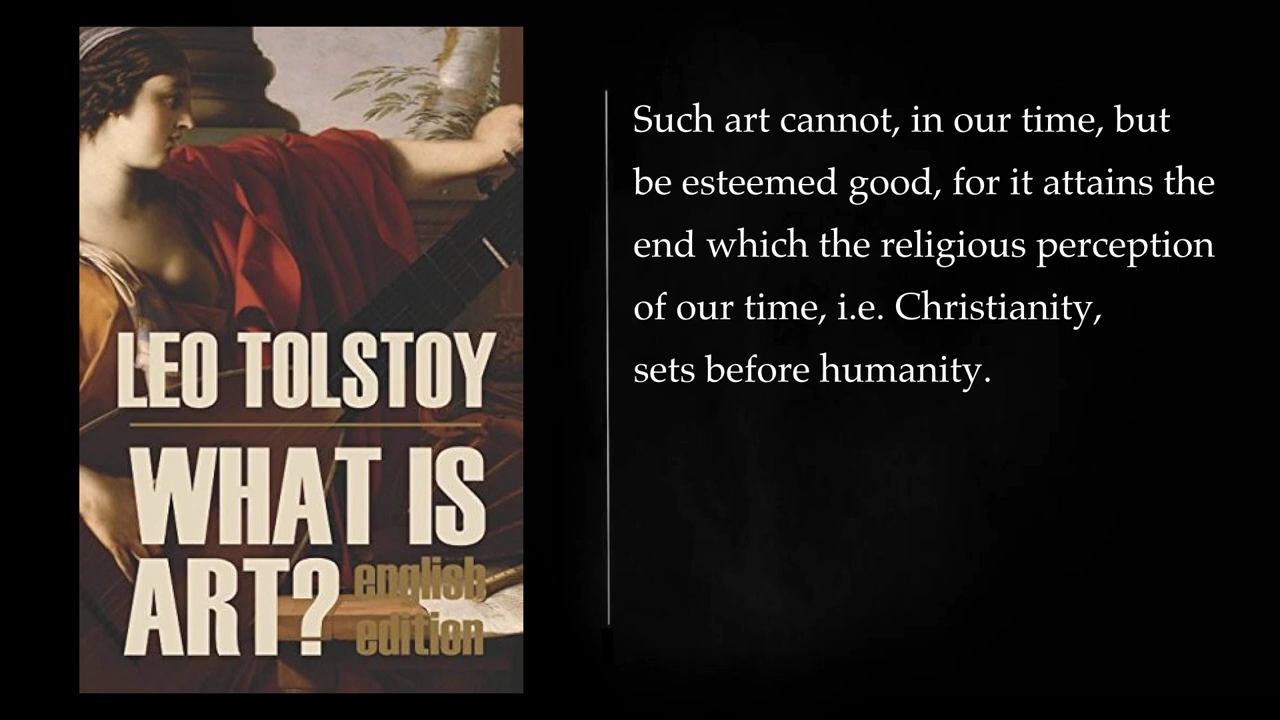 LEO TOLSTOY
WHAT IS
ART?
english
edition
Such art cannot, in our time, but
be esteemed good, for it attains the
end which the religious perception
of our time, i.e. Christianity,
sets before humanity.